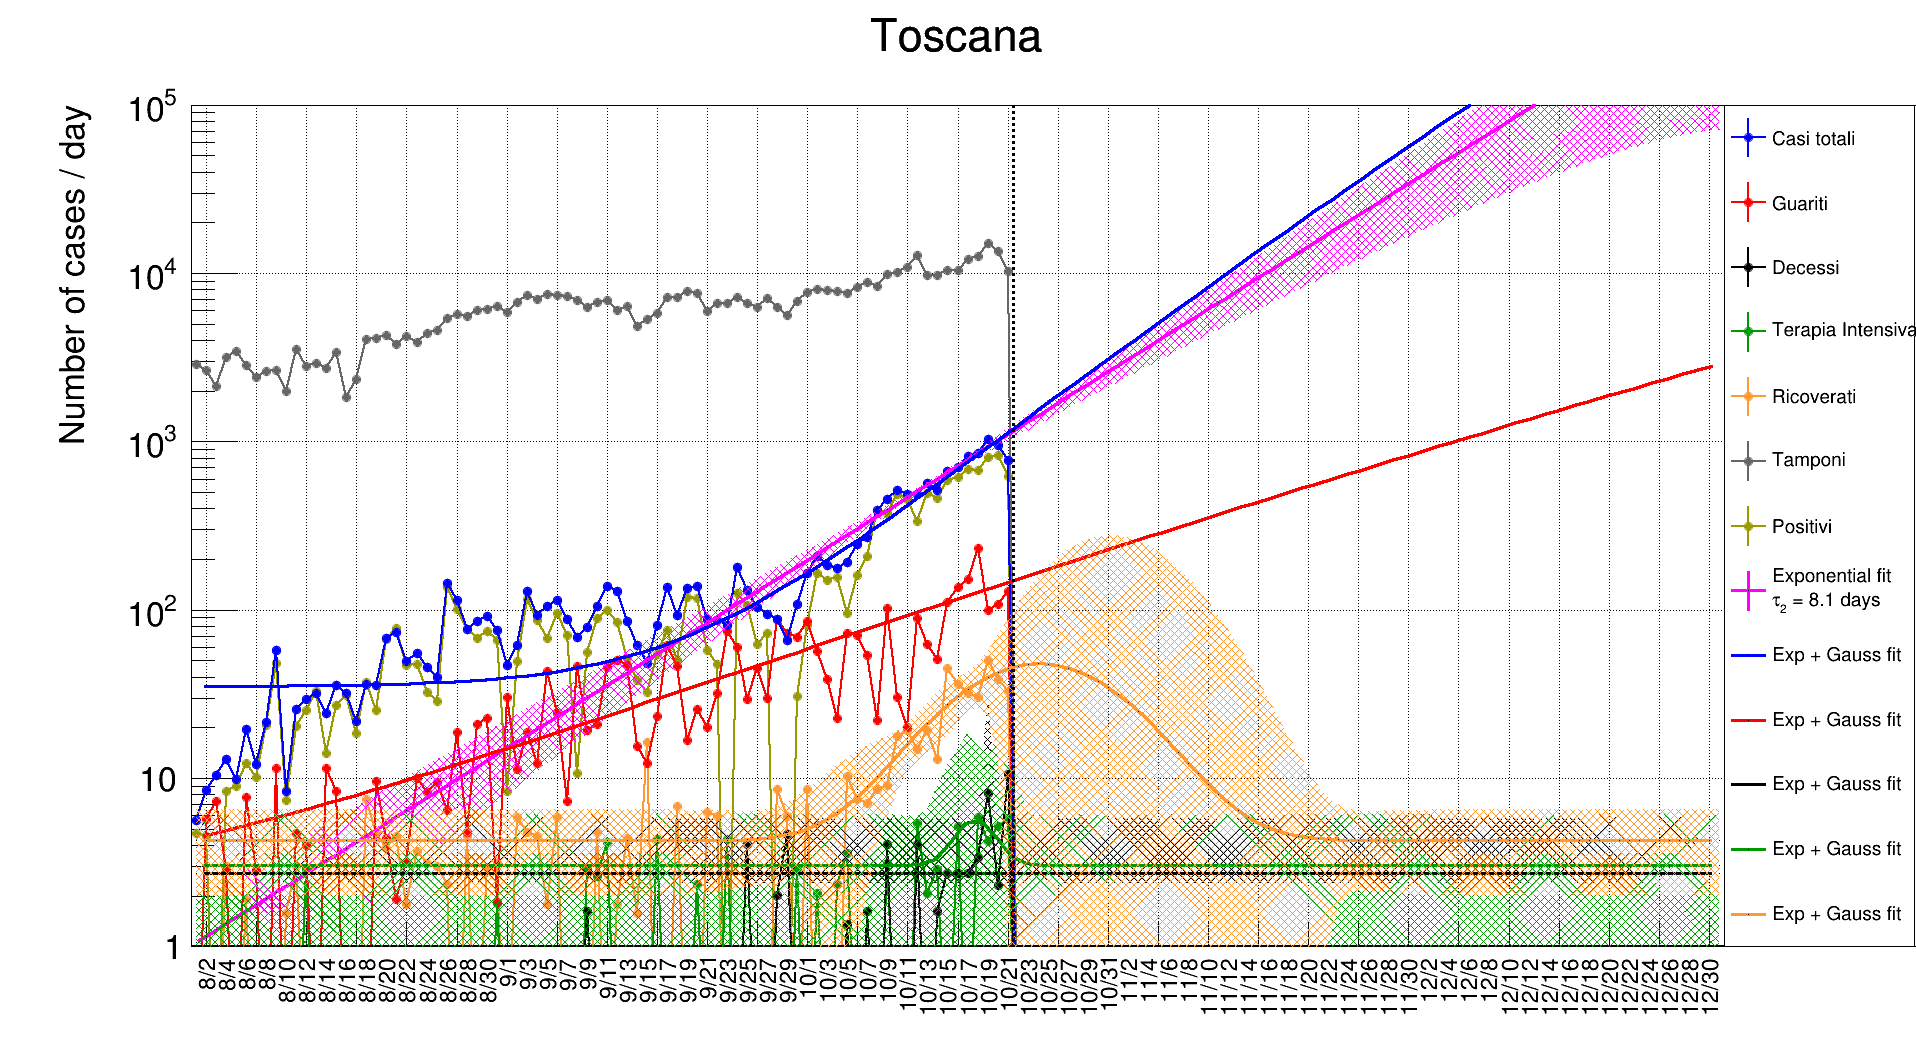 Toscana
Number of cases / day
10^5
10^4
10^3
10^2
10
1
8/2 8/4 8/6 8/8 8/10 8/12 8/14 8/16 8/18 8/20 8/22 8/24 8/26 8/28 8/30 9/1 9/3 9/5 9/7 9/9 9/11 9/13 9/15 9/17 9/19 9/21 9/23 9/25 9/27 9/29 10/1 10/3 10/5 10/7 10/9 10/11 10/13 10/15 10/17 10/19 10/21 10/23 10/25 10/27 10/29 10/31 11/2 11/4 11/6 11/8 11/10 11/12 11/14 11/16 11/18 11/20 11/22 11/24 11/26 11/28 11/30 12/2 12/4 12/6 12/8 12/10 12/12 12/14 12/16 12/18 12/20 12/22 12/24 12/26 12/28 12/30
Casi totali
Guariti
Decessi
Terapia Intensiva
Ricoverati
Tamponi
Positivi
Exponential fit
τ2 = 8.1 days
Exp + Gauss fit
Exp + Gauss fit
Exp + Gauss fit
Exp + Gauss fit
Exp + Gauss fit